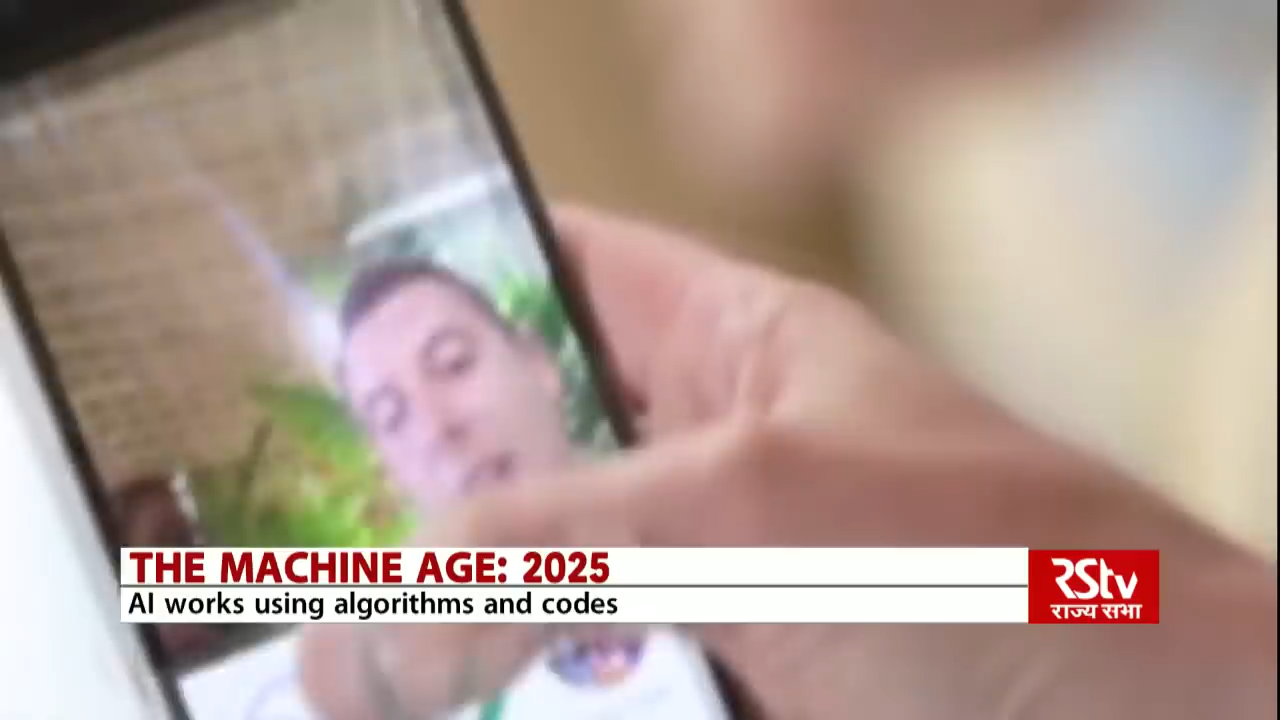 THE MACHINE AGE: 2025
AI works using algorithms and codes
RStv
राज्य सभा